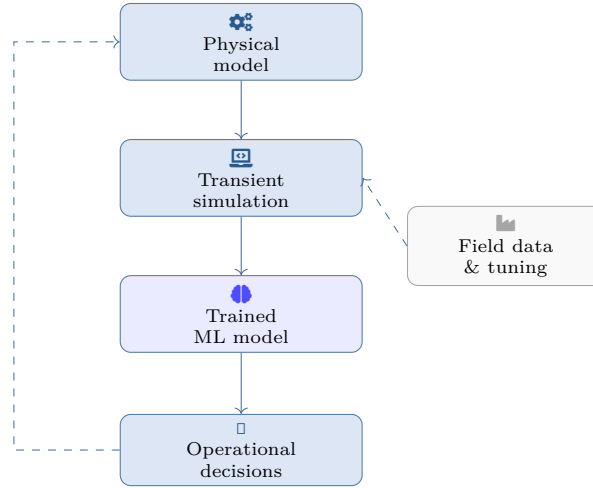 Physical
model
Transient
simulation
Field data
& tuning
Trained
ML model
Operational
decisions